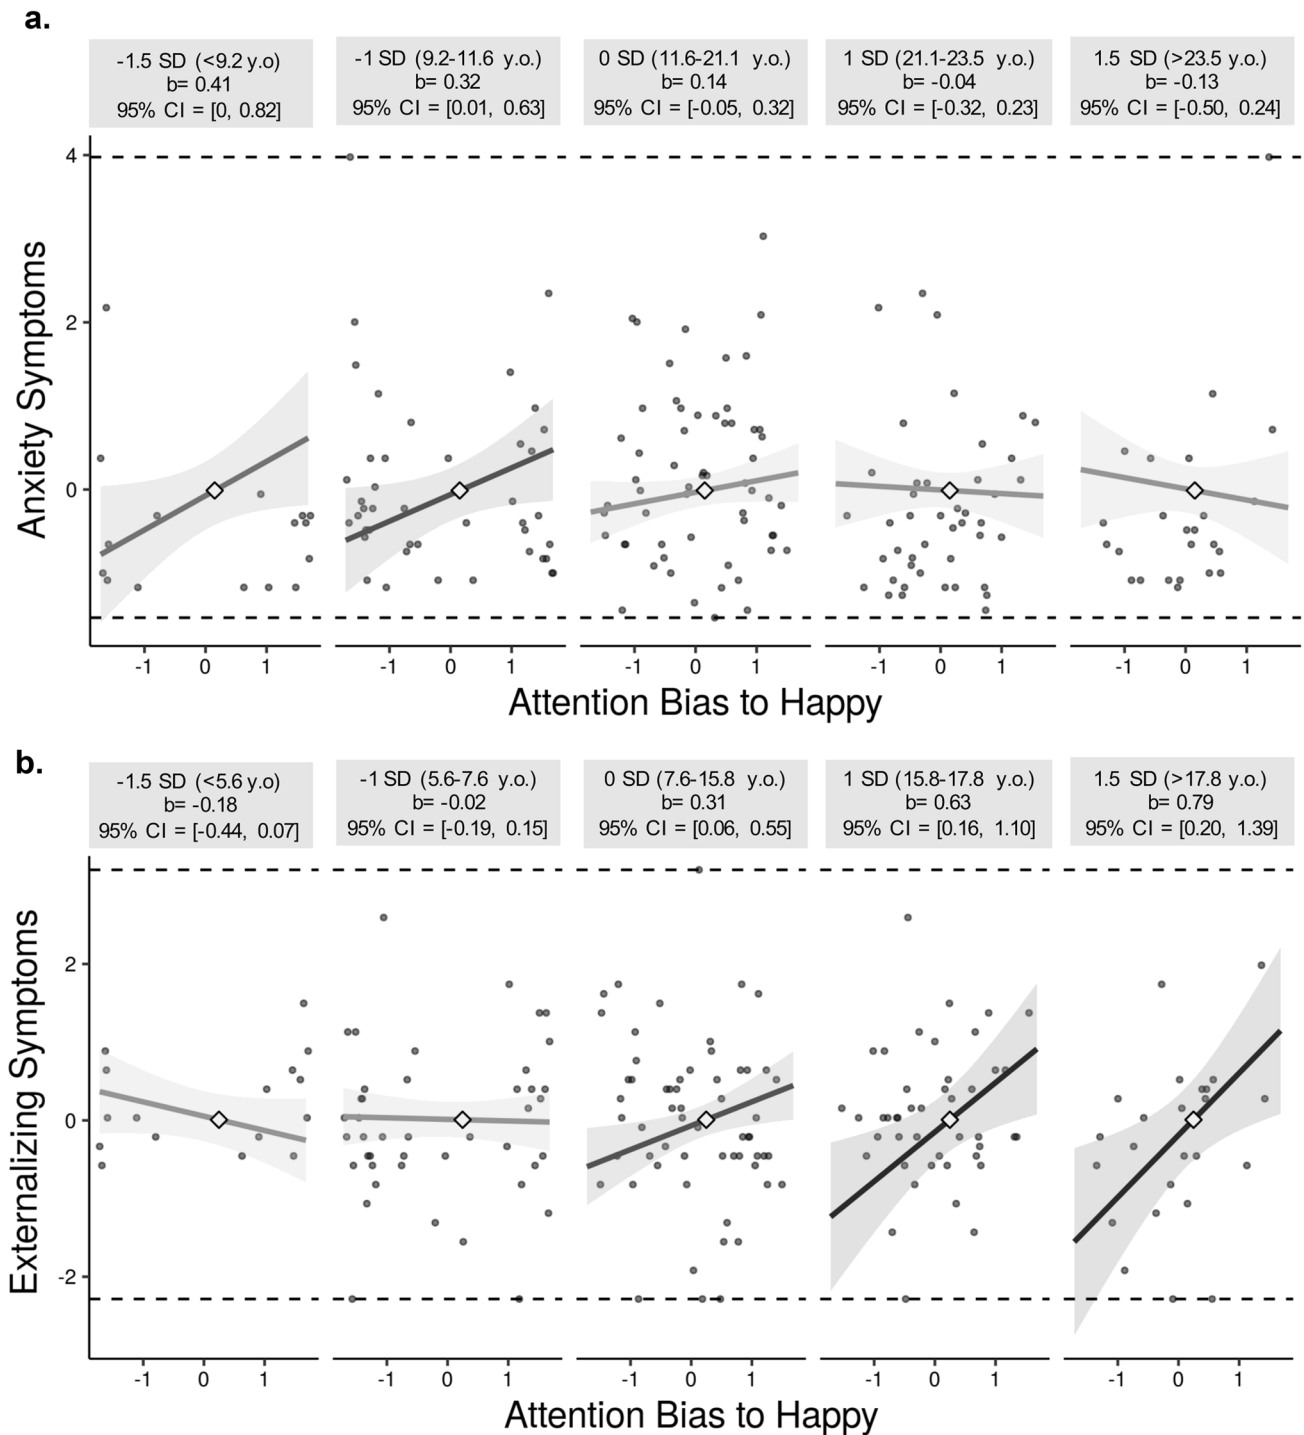 a.
-1.5 SD (<9.2 y.o)
b= 0.41
95% CI = [0, 0.82]
-1 SD (9.2-11.6 y.o.)
b= 0.32
95% CI = [0.01, 0.63]
0 SD (11.6-21.1 y.o.)
b= 0.14
95% CI = [-0.05, 0.32]
1 SD (21.1-23.5 y.o.)
b= -0.04
95% CI = [-0.32, 0.23]
1.5 SD (>23.5 y.o.)
b= -0.13
95% CI = [-0.50, 0.24]
Anxiety Symptoms
4
2
0
-1 0 1
-1 0 1
-1 0 1
-1 0 1
-1 0 1
Attention Bias to Happy
b.
-1.5 SD (<5.6 y.o)
b= -0.18
95% CI = [-0.44, 0.07]
-1 SD (5.6-7.6 y.o.)
b= -0.02
95% CI = [-0.19, 0.15]
0 SD (7.6-15.8 y.o.)
b= 0.31
95% CI = [0.06, 0.55]
1 SD (15.8-17.8 y.o.)
b= 0.63
95% CI = [0.16, 1.10]
1.5 SD (>17.8 y.o.)
b= 0.79
95% CI = [0.20, 1.39]
Externalizing Symptoms
2
0
-2
-1 0 1
-1 0 1
-1 0 1
-1 0 1
-1 0 1
Attention Bias to Happy